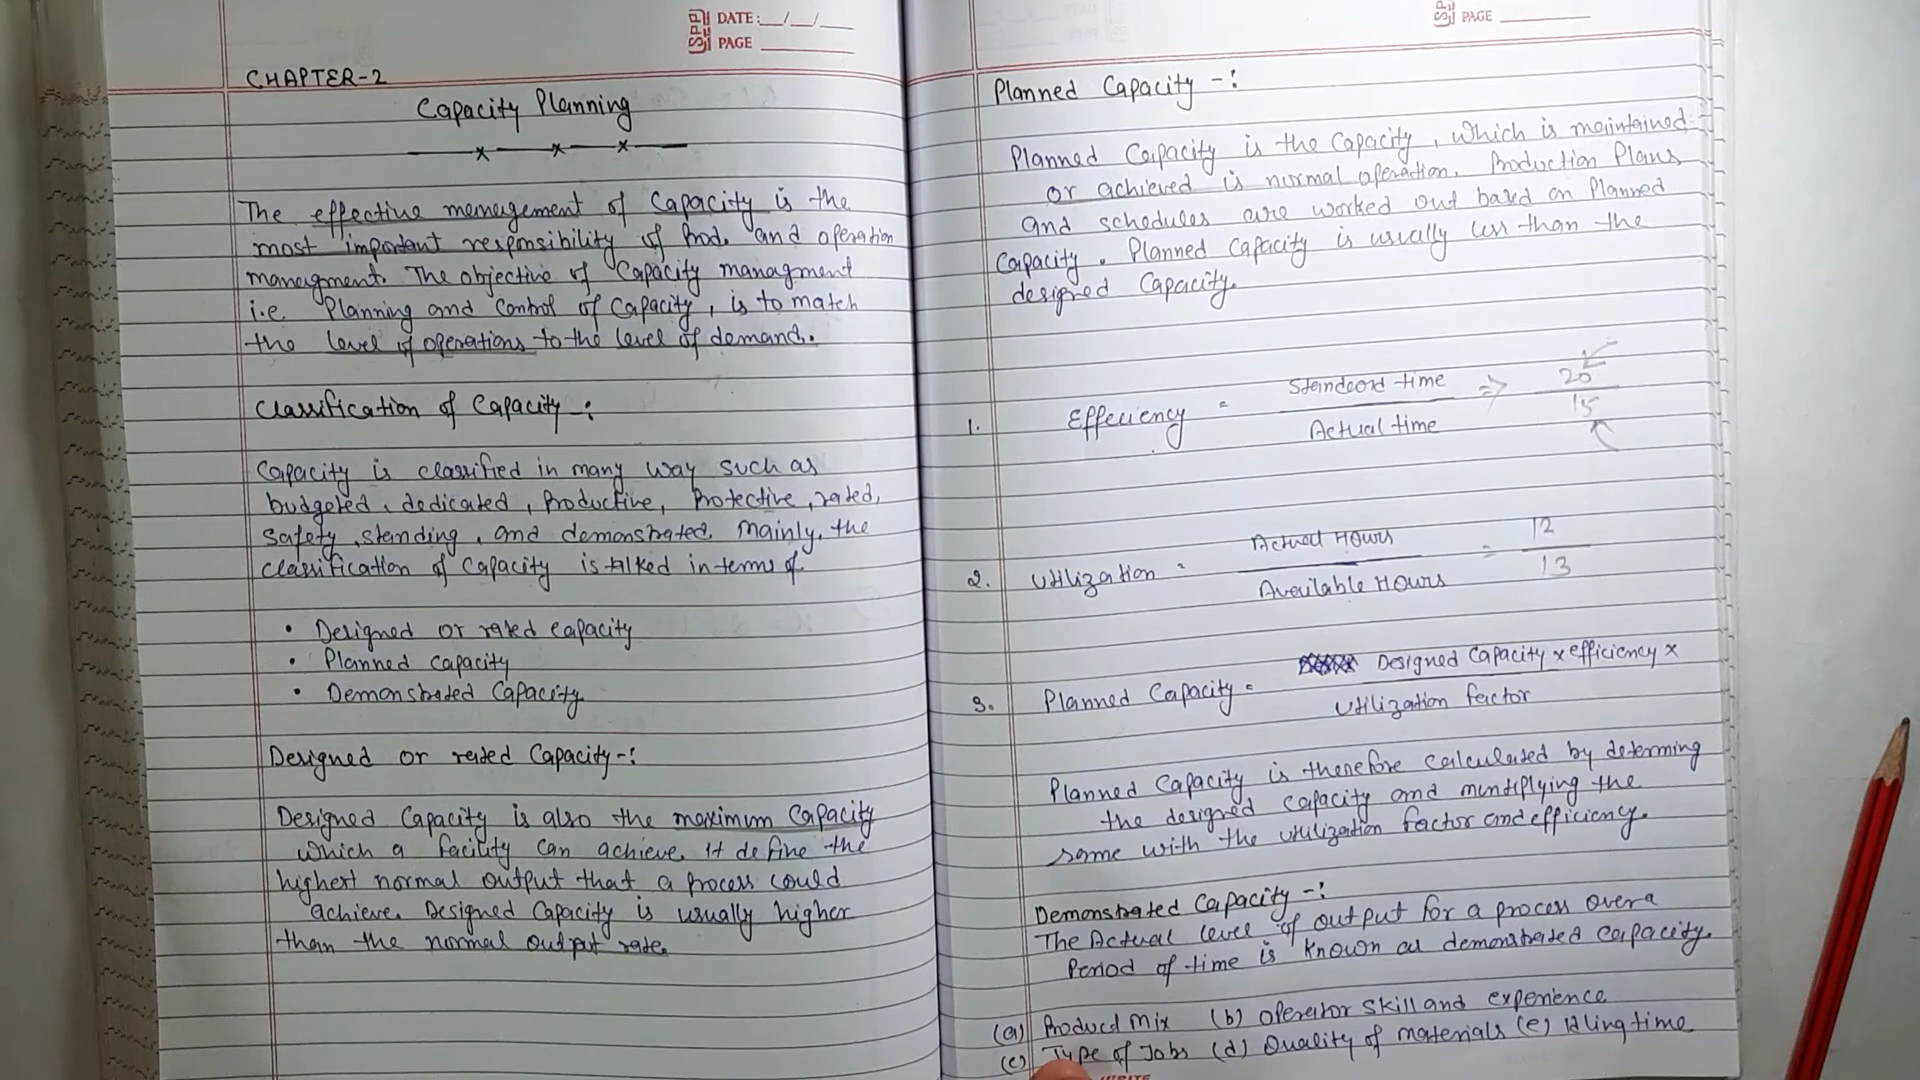 DATE:__/__/__
PAGE
CHAPTER-2
Capacity Planning
The effective menegement of Capacity is the
most important responsibility of Prod. and operation
managment. The objective of Capacity managment
i.e. Planning and Control of Capacity, is to match
the level of operations to the level of demand.
Classification of Capacity -:
Capacity is classified in many way such as
budgeted, dedicated, Productive, Protective, rated,
safety, standing, and demonstrated. Mainly, the
classification of Capacity is talked in terms of
• Designed or rated capacity
• Planned capacity
• Demonstrated Capacity
Designed or rated Capacity-:
Designed Capacity is also the maximum Capacity
which a facility can achieve. It define the
highest normal output that a process could
achieve. Designed Capacity is usually higher
than the normal output rate.
PAGE
Planned Capacity -:
Planned Capacity is the Capacity, which is maintained
or achieved is normal operation. Production Plans
and schedules are worked out based on Planned
Capacity. Planned Capacity is usually less than the
designed Capacity.
1. Effeciency = Standard time / Actual time => 20 / 15
2. Utilization = Actual Hours / Available Hours = 12 / 13
3. Planned Capacity = Designed Capacity x efficiency x / Utilization factor
Planned Capacity is therefore calculated by determing
the designed capacity and multiplying the
same with the utilization factor and efficiency.
Demonstrated Capacity -:
The Actual level of output for a process over a
Period of time is known as demonstrated capacity.
(a) Product Mix (b) operator skill and experience
(c) Type of Jobs (d) Quality of materials (e) Idling time